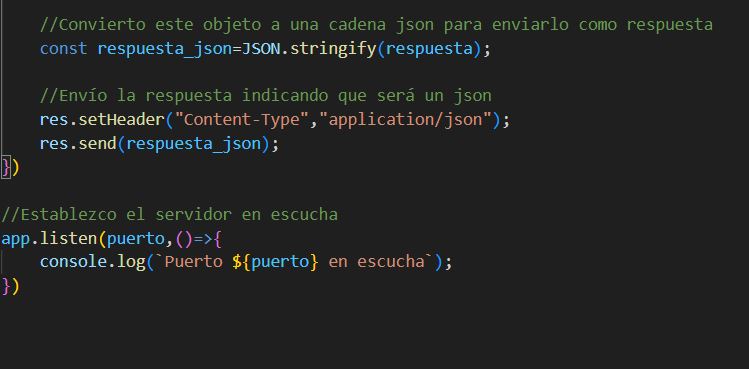 //Convierto este objeto a una cadena json para enviarlo como respuesta
const respuesta_json=JSON.stringify(respuesta);
//Envío la respuesta indicando que será un json
res.setHeader("Content-Type","application/json");
res.send(respuesta_json);
})
//Establezco el servidor en escucha
app.listen(puerto,()=>{
console.log(`Puerto ${puerto} en escucha`);
})